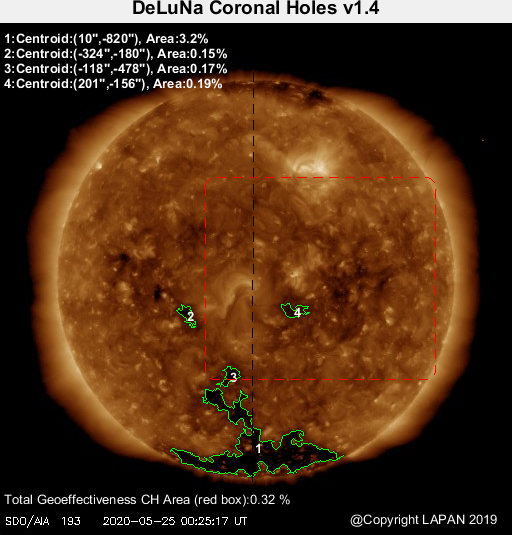 DeLuNa Coronal Holes v1.4
1:Centroid:(10",-820"), Area:3.2%
2:Centroid:(-324",-180"), Area:0.15%
3:Centroid:(-118",-478"), Area:0.17%
4:Centroid:(201",-156"), Area:0.19%
2
4
3
1
Total Geoeffectiveness CH Area (red box):0.32 %
SDO/AIA 193 2020-05-25 00:25:17 UT
@Copyright LAPAN 2019